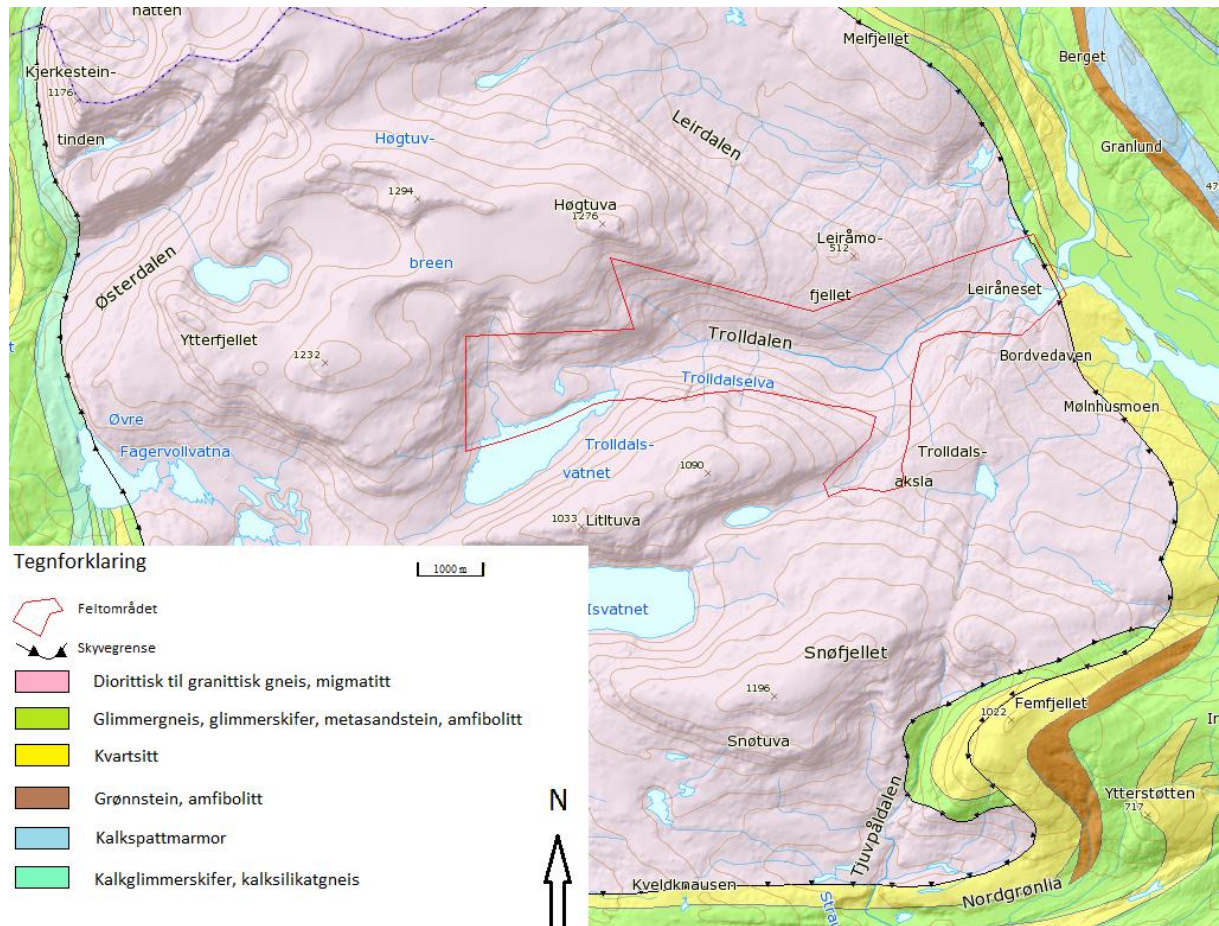 natten
Melfjellet
Berget
Kjerkestein-
1176
tinden
Høgtuv-
Leirdalen
Granlund
47
1294
Høgtuva
1276
Leiråmo-
512
Østerdalen
breen
fjellet
Leiråneset
Ytterfjellet
1232
Trolldalen
Bordvedaven
Trolldalselva
Mølnhusmoen
Øvre
Fagervollvatna
Trolldals-
vatnet
1090
Trolldals-
aksla
1033 Litltuva
Isvatnet
Snøfjellet
1196
Snøtuva
Femfjellet
1022
Ytterstøtten
717
Tjuvpåldalen
Kveldknausen
Nordgrønlia
Strau
Tegnforklaring
1000 m
Feltområdet
Skyvegrense
Diorittisk til granittisk gneis, migmatitt
Glimmergneis, glimmerskifer, metasandstein, amfibolitt
Kvartsitt
Grønnstein, amfibolitt
Kalkspattmarmor
Kalkglimmerskifer, kalksilikatgneis
N